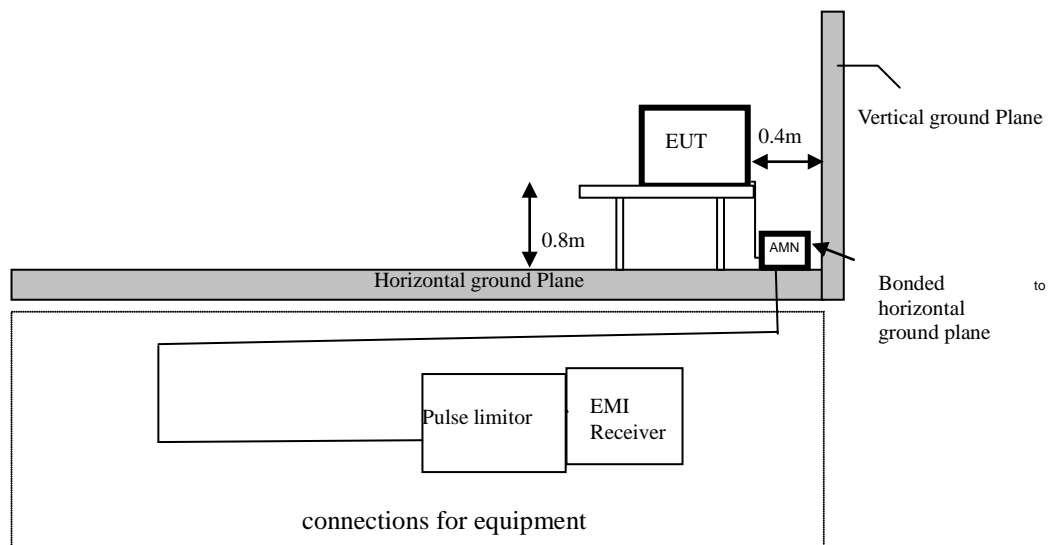 EUT
0.4m
Vertical ground Plane
0.8m
AMN
Horizontal ground Plane
Bonded to
horizontal
ground plane
Pulse limitor
EMI
Receiver
connections for equipment